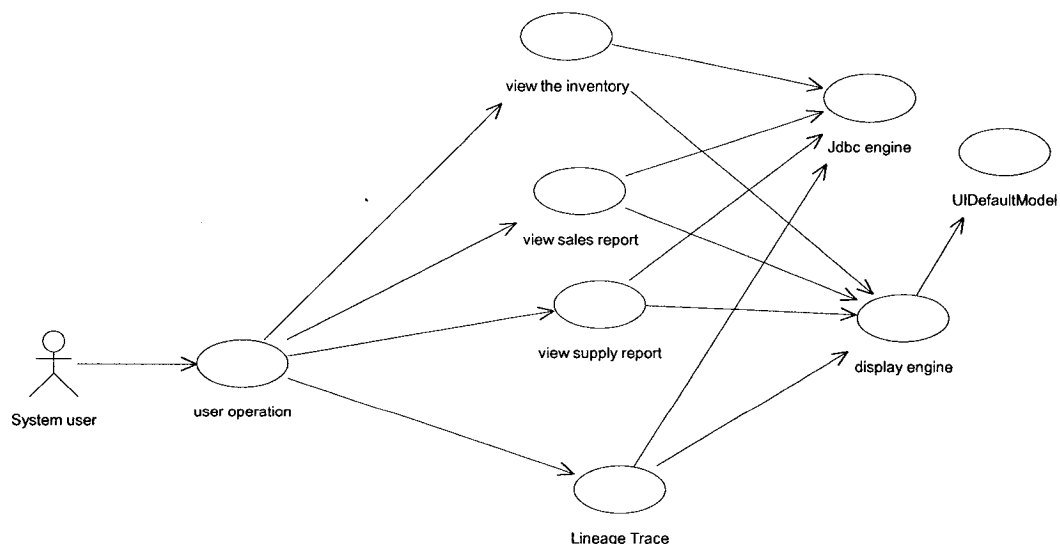 view the inventory
Jdbc engine
UIDefaultModel
view sales report
view supply report
display engine
System user
user operation
Lineage Trace